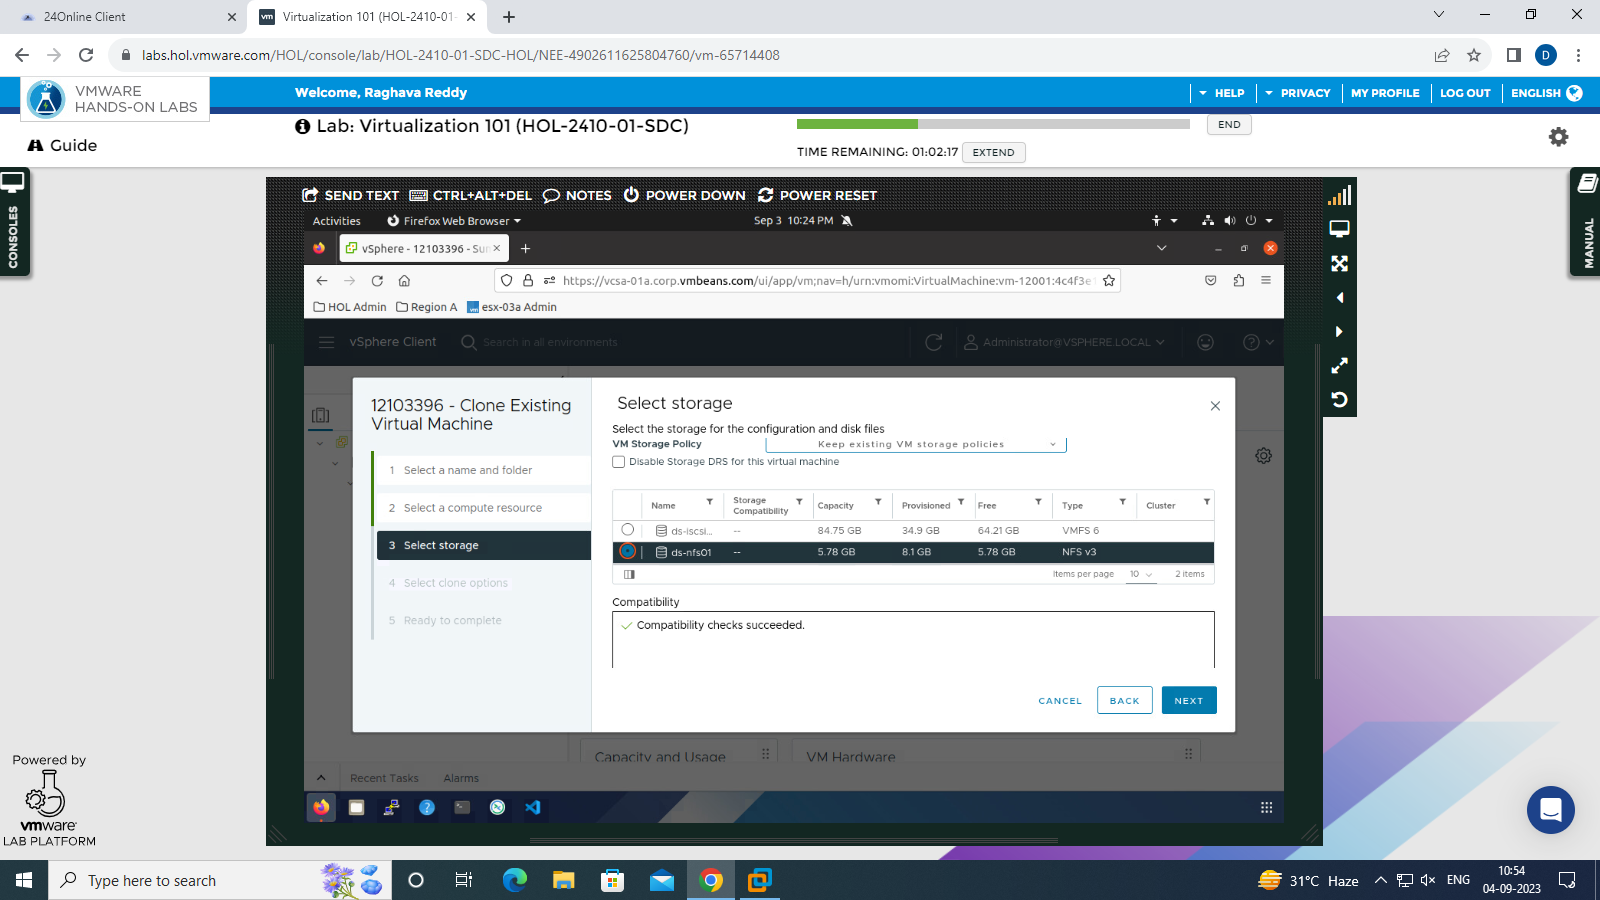 24Online Client
vm Virtualization 101 (HOL-2410-01-
labs.hol.vmware.com/HOL/console/lab/HOL-2410-01-SDC-HOL/NEE-4902611625804760/vm-65714408
D
VMWARE
HANDS-ON LABS
Welcome, Raghava Reddy
HELP
PRIVACY
MY PROFILE
LOG OUT
ENGLISH
Lab: Virtualization 101 (HOL-2410-01-SDC)
END
Guide
TIME REMAINING: 01:02:17 EXTEND
CONSOLES
MANUAL
SEND TEXT CTRL+ALT+DEL NOTES POWER DOWN POWER RESET
Activities Firefox Web Browser Sep 3 10:24 PM
vSphere - 12103396 - Sum
https://vcsa-01a.corp.vmbeans.com/ui/app/vm;nav=h/urn:vmomi:VirtualMachine:vm-12001:4c4f3e1
HOL Admin Region A vm esx-03a Admin
vSphere Client Search in all environments Administrator@VSPHERE.LOCAL
12103396 - Clone Existing
Virtual Machine
1 Select a name and folder
2 Select a compute resource
3 Select storage
4 Select clone options
5 Ready to complete
Select storage
Select the storage for the configuration and disk files
VM Storage Policy Keep existing VM storage policies
Disable Storage DRS for this virtual machine
Name Storage Compatibility Capacity Provisioned Free Type Cluster
ds-iscsi... -- 84.75 GB 34.9 GB 64.21 GB VMFS 6
ds-nfs01 -- 5.78 GB 8.1 GB 5.78 GB NFS v3
Items per page 10 2 items
Compatibility
Compatibility checks succeeded.
CANCEL BACK NEXT
Capacity and Usage VM Hardware
Recent Tasks Alarms
Powered by
vmware
LAB PLATFORM
Type here to search
31°C Haze
ENG
10:54
04-09-2023